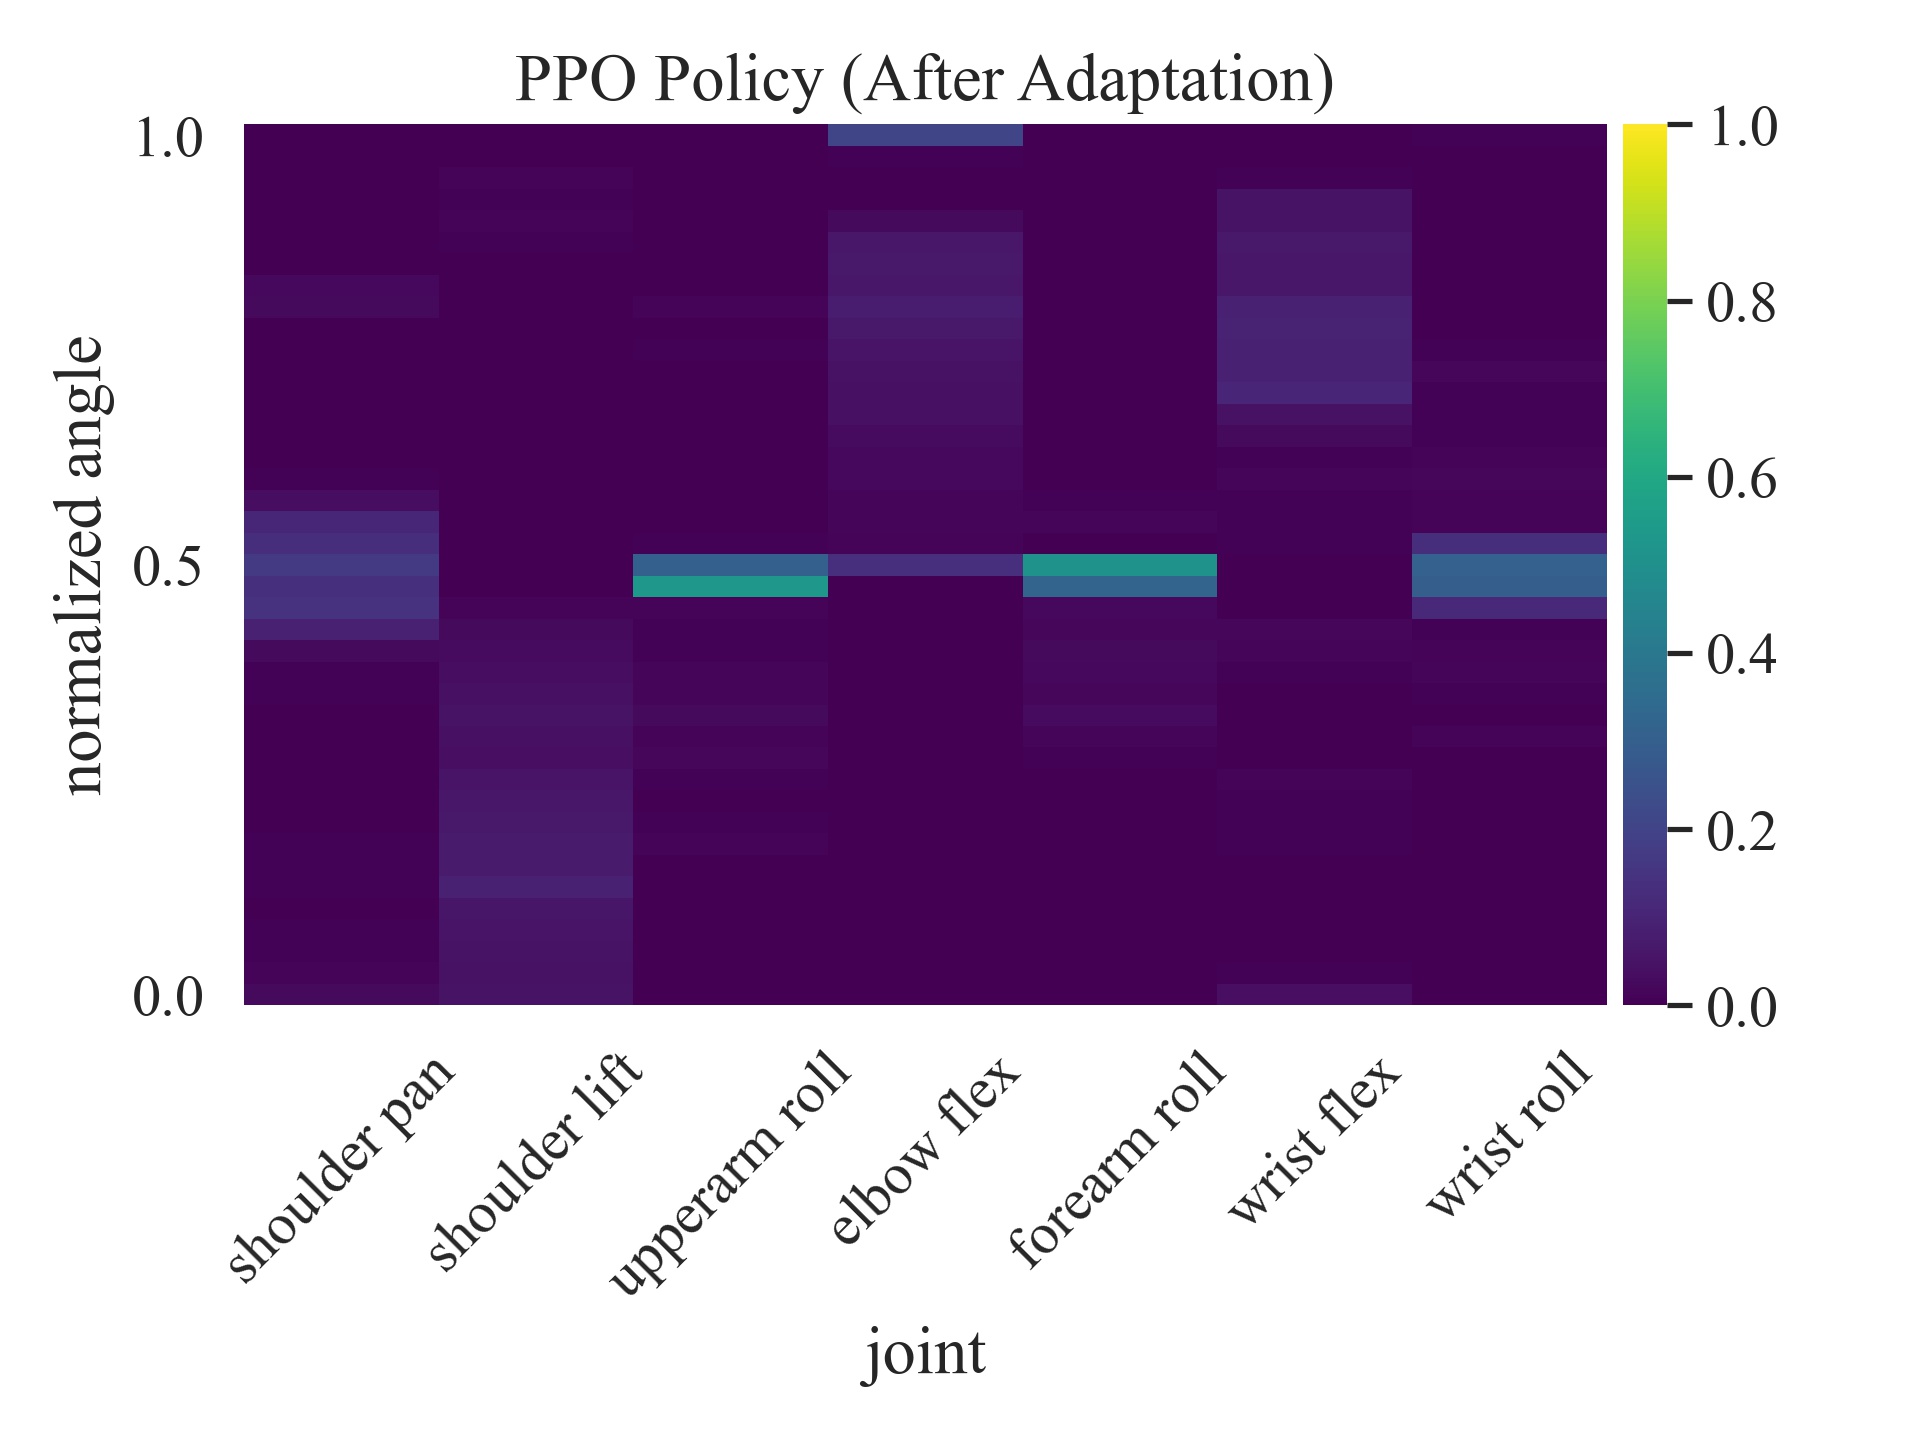 PPO Policy (After Adaptation)
normalized angle
1.0
0.5
0.0
1.0
0.8
0.6
0.4
0.2
0.0
shoulder pan
shoulder lift
upperarm roll
elbow flex
forearm roll
wrist flex
wrist roll
joint